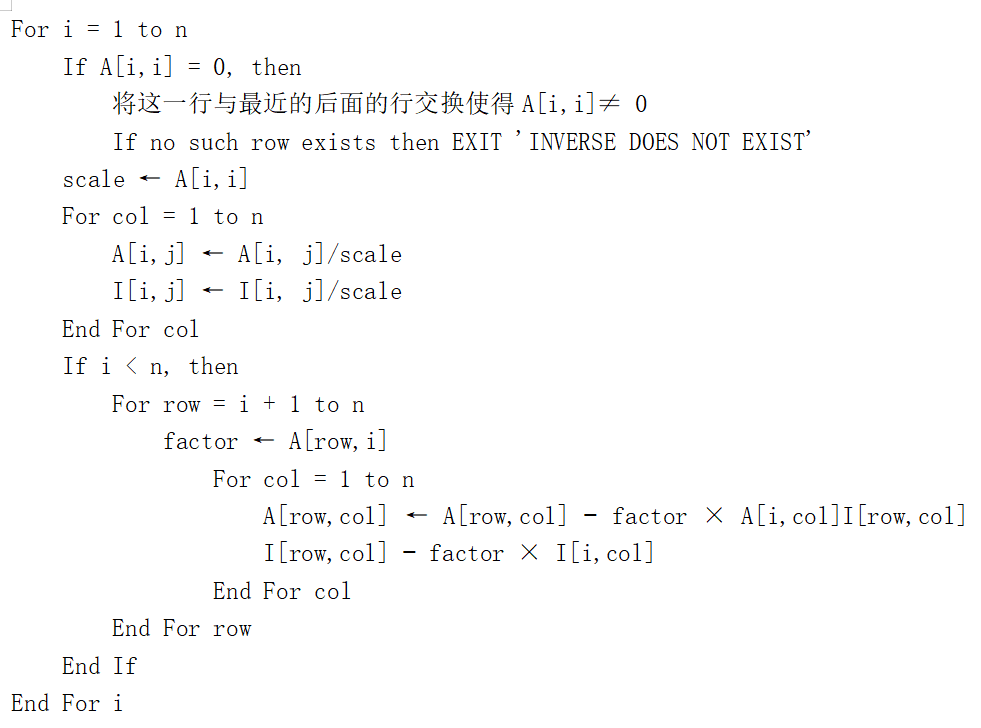 For i = 1 to n
If A[i,i] = 0, then
将这一行与最近的后面的行交换使得A[i,i]≠ 0
If no such row exists then EXIT 'INVERSE DOES NOT EXIST'
scale ← A[i,i]
For col = 1 to n
A[i,j] ← A[i, j]/scale
I[i,j] ← I[i, j]/scale
End For col
If i < n, then
For row = i + 1 to n
factor ← A[row,i]
For col = 1 to n
A[row,col] ← A[row,col] - factor × A[i,col]I[row,col]
I[row,col] - factor × I[i,col]
End For col
End For row
End If
End For i